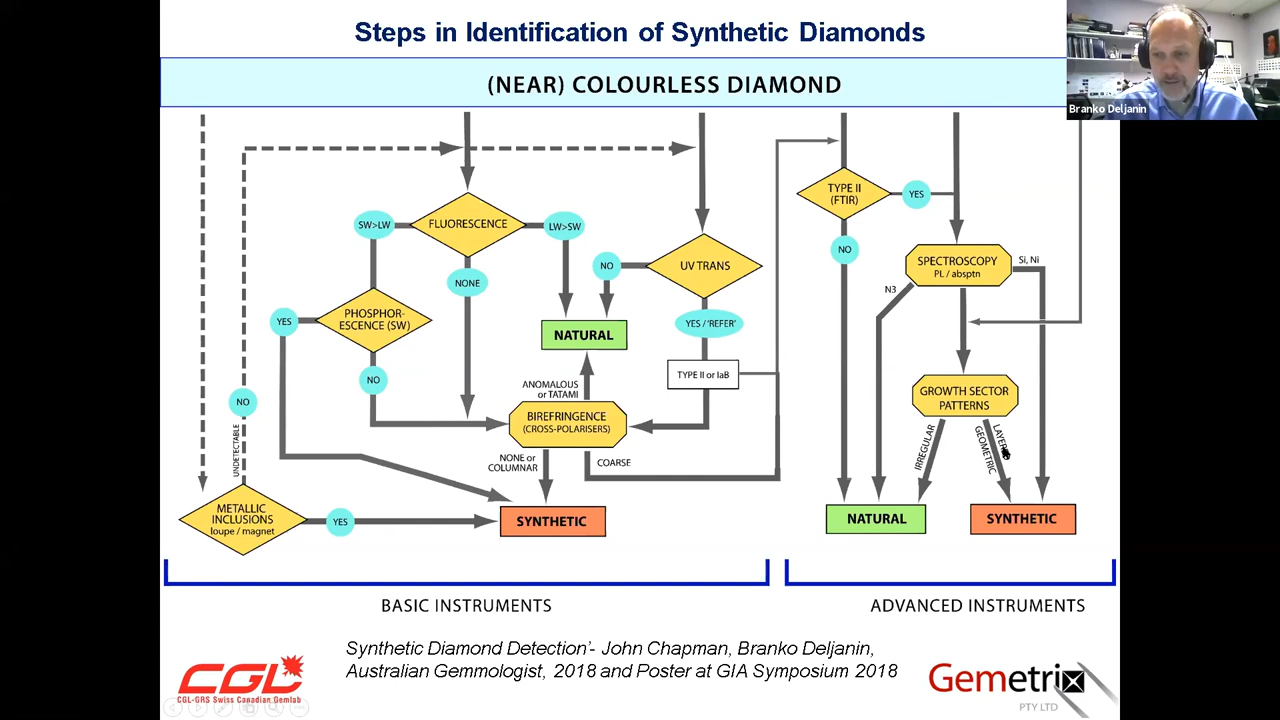 Steps in Identification of Synthetic Diamonds
(NEAR) COLOURLESS DIAMOND
Branko Deljanin
TYPE II
(FTIR)
YES
SW>LW
FLUORESCENCE
LW>SW
NO
SPECTROSCOPY
PL / absptn
Si, Ni
NO
UV TRANS
NONE
N3
PHOSPHOR-
ESCENCE (SW)
YES
YES / 'REFER'
NATURAL
TYPE II or IaB
NO
ANOMALOUS
or TATAMI
GROWTH SECTOR
PATTERNS
NO
BIREFRINGENCE
(CROSS-POLARISERS)
UNDETECTABLE
NONE or
COLUMNAR
COARSE
IRREGULAR
LAYER
GEOMETRIC
METALLIC
INCLUSIONS
loupe / magnet
YES
SYNTHETIC
NATURAL
SYNTHETIC
BASIC INSTRUMENTS
ADVANCED INSTRUMENTS
Synthetic Diamond Detection'- John Chapman, Branko Deljanin,
Australian Gemmologist, 2018 and Poster at GIA Symposium 2018
CGL
CGL-GRS Swiss Canadian Gemlab
Gemetrix
PTY LTD